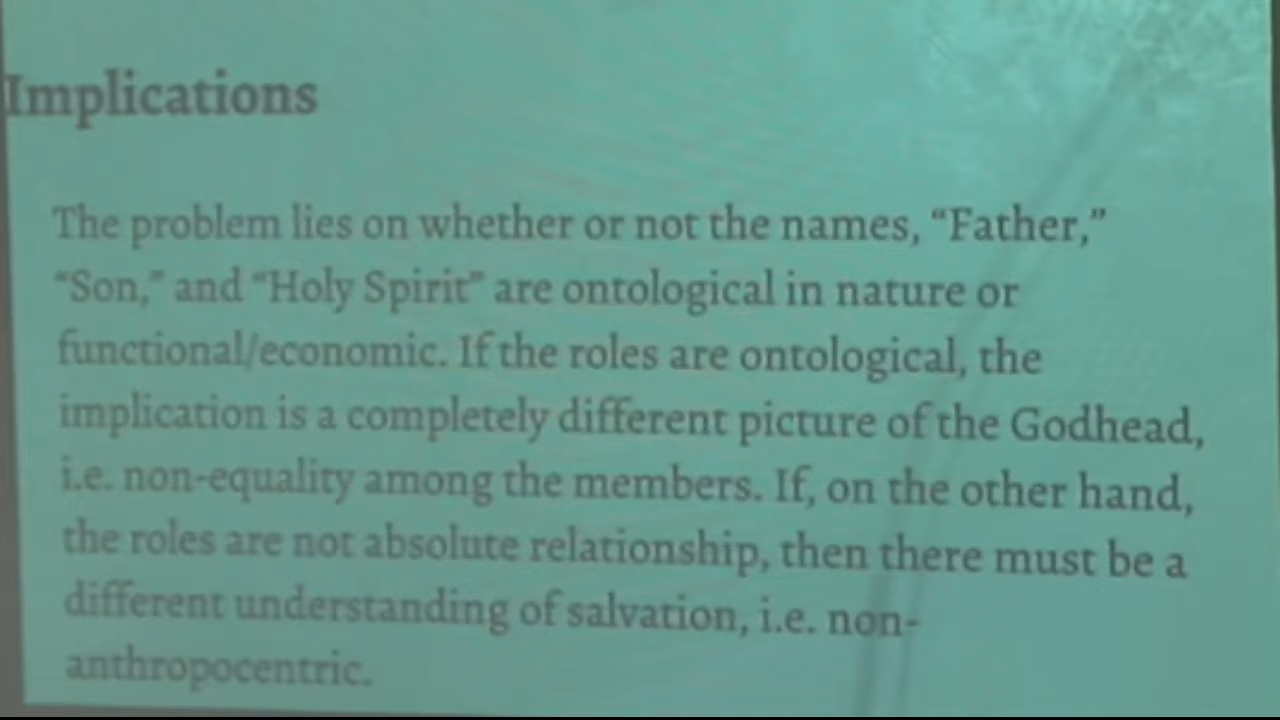 Implications
The problem lies on whether or not the names, “Father,”
“Son,” and “Holy Spirit” are ontological in nature or
functional/economic. If the roles are ontological, the
implication is a completely different picture of the Godhead,
i.e. non-equality among the members. If, on the other hand,
the roles are not absolute relationship, then there must be a
different understanding of salvation, i.e. non-
anthropocentric.